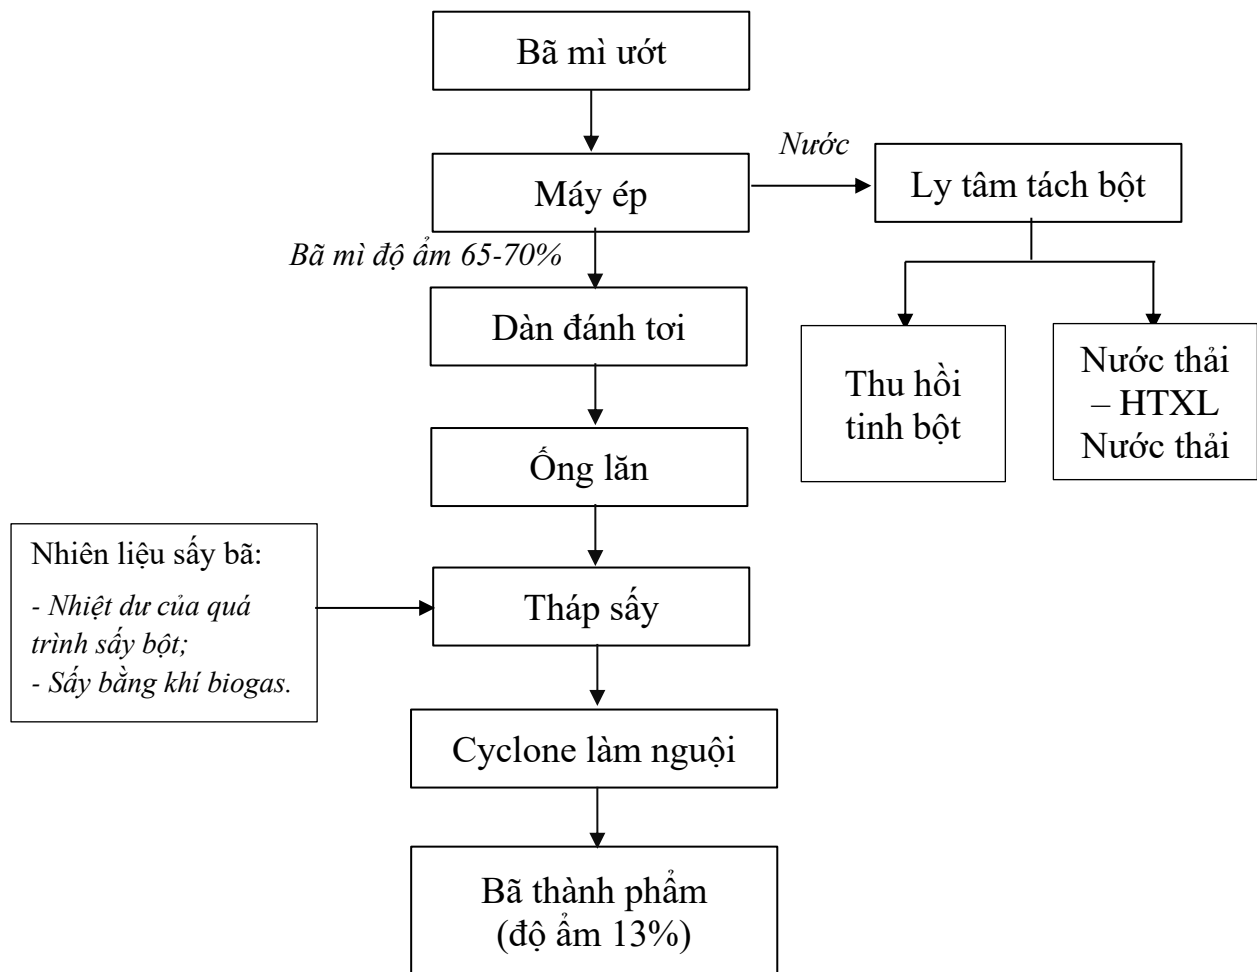 Bã mì ướt
Nước
Máy ép
Ly tâm tách bột
Bã mì độ ẩm 65-70%
Dàn đánh tơi
Thu hồi
tinh bột
Nước thải
– HTXL
Nước thải
Ống lăn
Nhiên liệu sấy bã:
- Nhiệt dư của quá
trình sấy bột;
- Sấy bằng khí biogas.
Tháp sấy
Cyclone làm nguội
Bã thành phẩm
(độ ẩm 13%)